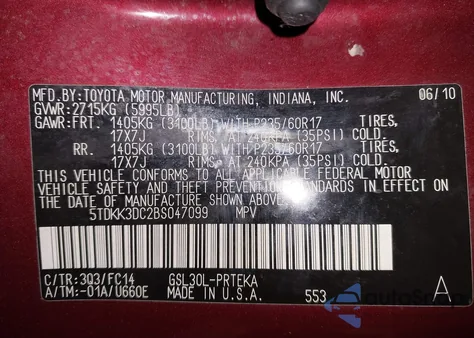 MFD.BY:TOYOTA MOTOR MANUFACTURING, INDIANA, INC. 06/10
GVWR:2715KG (5995LB)
GAWR:FRT. 1405KG (3100LB) WITH P235/60R17 TIRES,
17X7J RIMS, AT 240KPA (35PSI) COLD.
RR. 1405KG (3100LB) WITH P235/60R17 TIRES,
17X7J RIMS, AT 240KPA (35PSI) COLD.
THIS VEHICLE CONFORMS TO ALL APPLICABLE FEDERAL MOTOR
VEHICLE SAFETY AND THEFT PREVENTION STANDARDS IN EFFECT ON
THE DATE OF MANUFACTURE SHOWN ABOVE.
5TDKK3DC2BS047099 MPV
C/TR:3Q3/FC14 GSL30L-PRTEKA
A/TM:-01A/U660E MADE IN U.S.A. 553 A